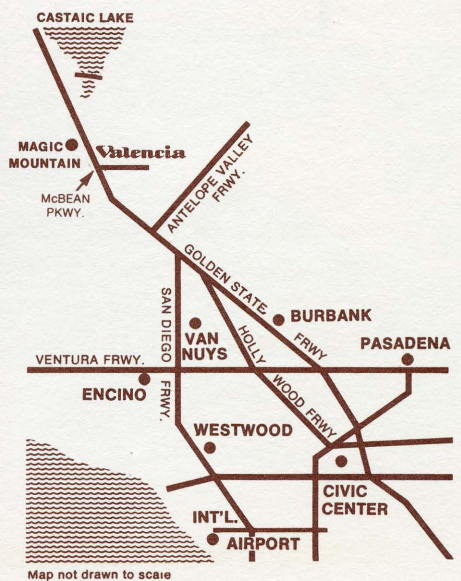 CASTAIC LAKE
MAGIC
MOUNTAIN
Valencia
McBEAN
PKWY.
ANTELOPE VALLEY
FRWY.
GOLDEN STATE
FRWY
SAN DIEGO
FRWY.
VAN
NUYS
HOLLY
WOOD FRWY
BURBANK
PASADENA
VENTURA FRWY.
ENCINO
WESTWOOD
CIVIC
CENTER
INT'L.
AIRPORT
Map not drawn to scale